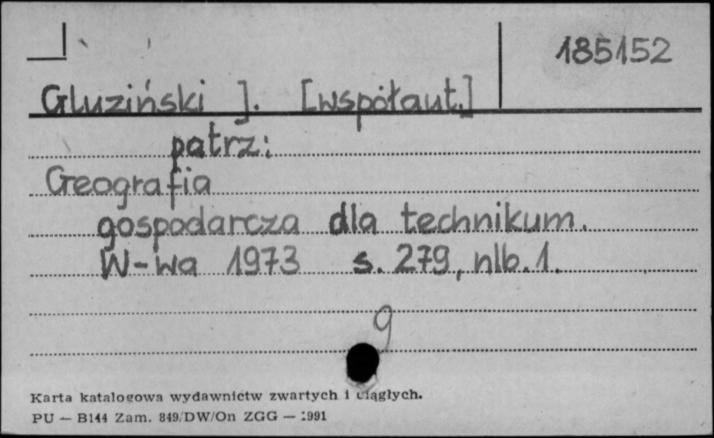 185152
Gluziński J. [współaut.]
patrz:
Geografia
gospodarcza dla technikum.
W-wa 1973 s. 279, nlb. 1.
9
Karta katalogowa wydawnictw zwartych i ciągłych.
PU — B144 Zam. 849/DW/On ZGG — 1991